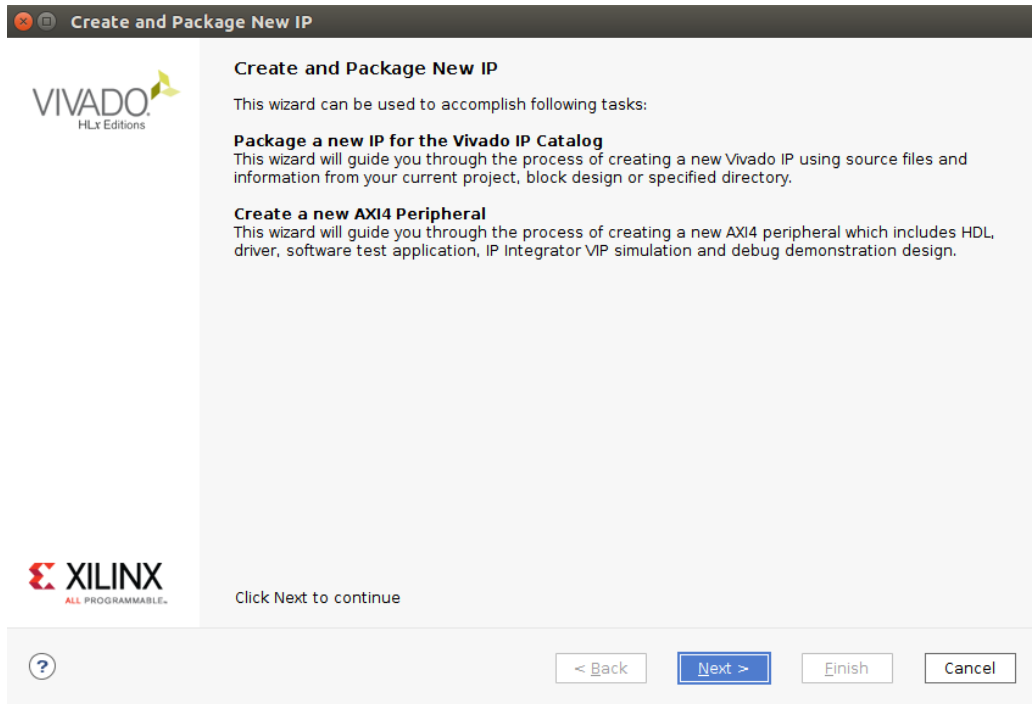 Create and Package New IP
VIVADO.
HLx Editions
Create and Package New IP
This wizard can be used to accomplish following tasks:
Package a new IP for the Vivado IP Catalog
This wizard will guide you through the process of creating a new Vivado IP using source files and
information from your current project, block design or specified directory.
Create a new AXI4 Peripheral
This wizard will guide you through the process of creating a new AXI4 peripheral which includes HDL,
driver, software test application, IP Integrator VIP simulation and debug demonstration design.
XILINX
ALL PROGRAMMABLE.
Click Next to continue
?
< Back
Next >
Finish
Cancel